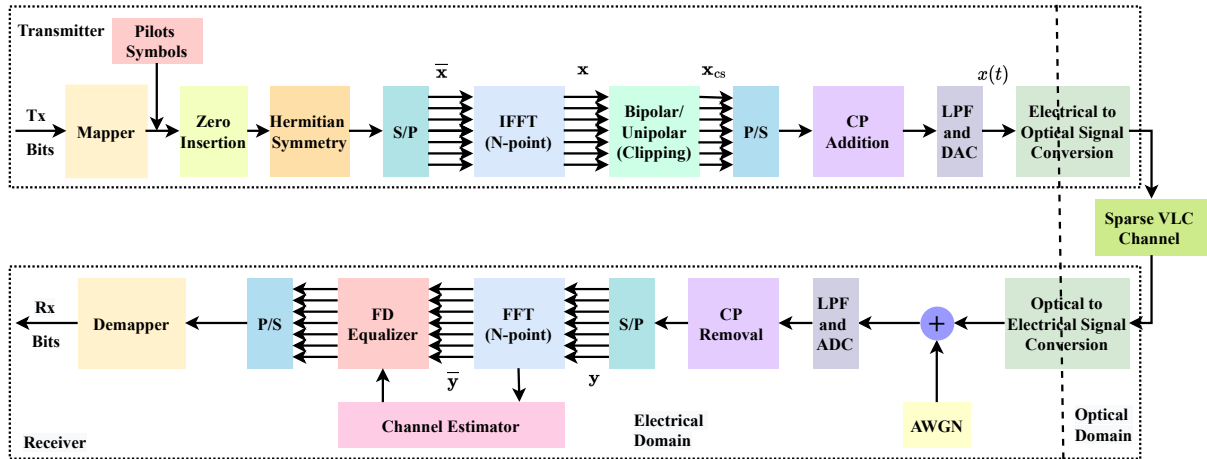 Transmitter
Pilots
Symbols
Tx
Bits
Mapper
Zero
Insertion
Hermitian
Symmetry
S/P
x̅
IFFT
(N-point)
x
Bipolar/
Unipolar
(Clipping)
x_cs
P/S
CP
Addition
LPF
and
DAC
x(t)
Electrical to
Optical Signal
Conversion
Sparse VLC
Channel
Rx
Bits
Demapper
P/S
FD
Equalizer
y̅
FFT
(N-point)
y
S/P
CP
Removal
LPF
and
ADC
+
Optical to
Electrical Signal
Conversion
Channel Estimator
AWGN
Receiver
Electrical
Domain
Optical
Domain